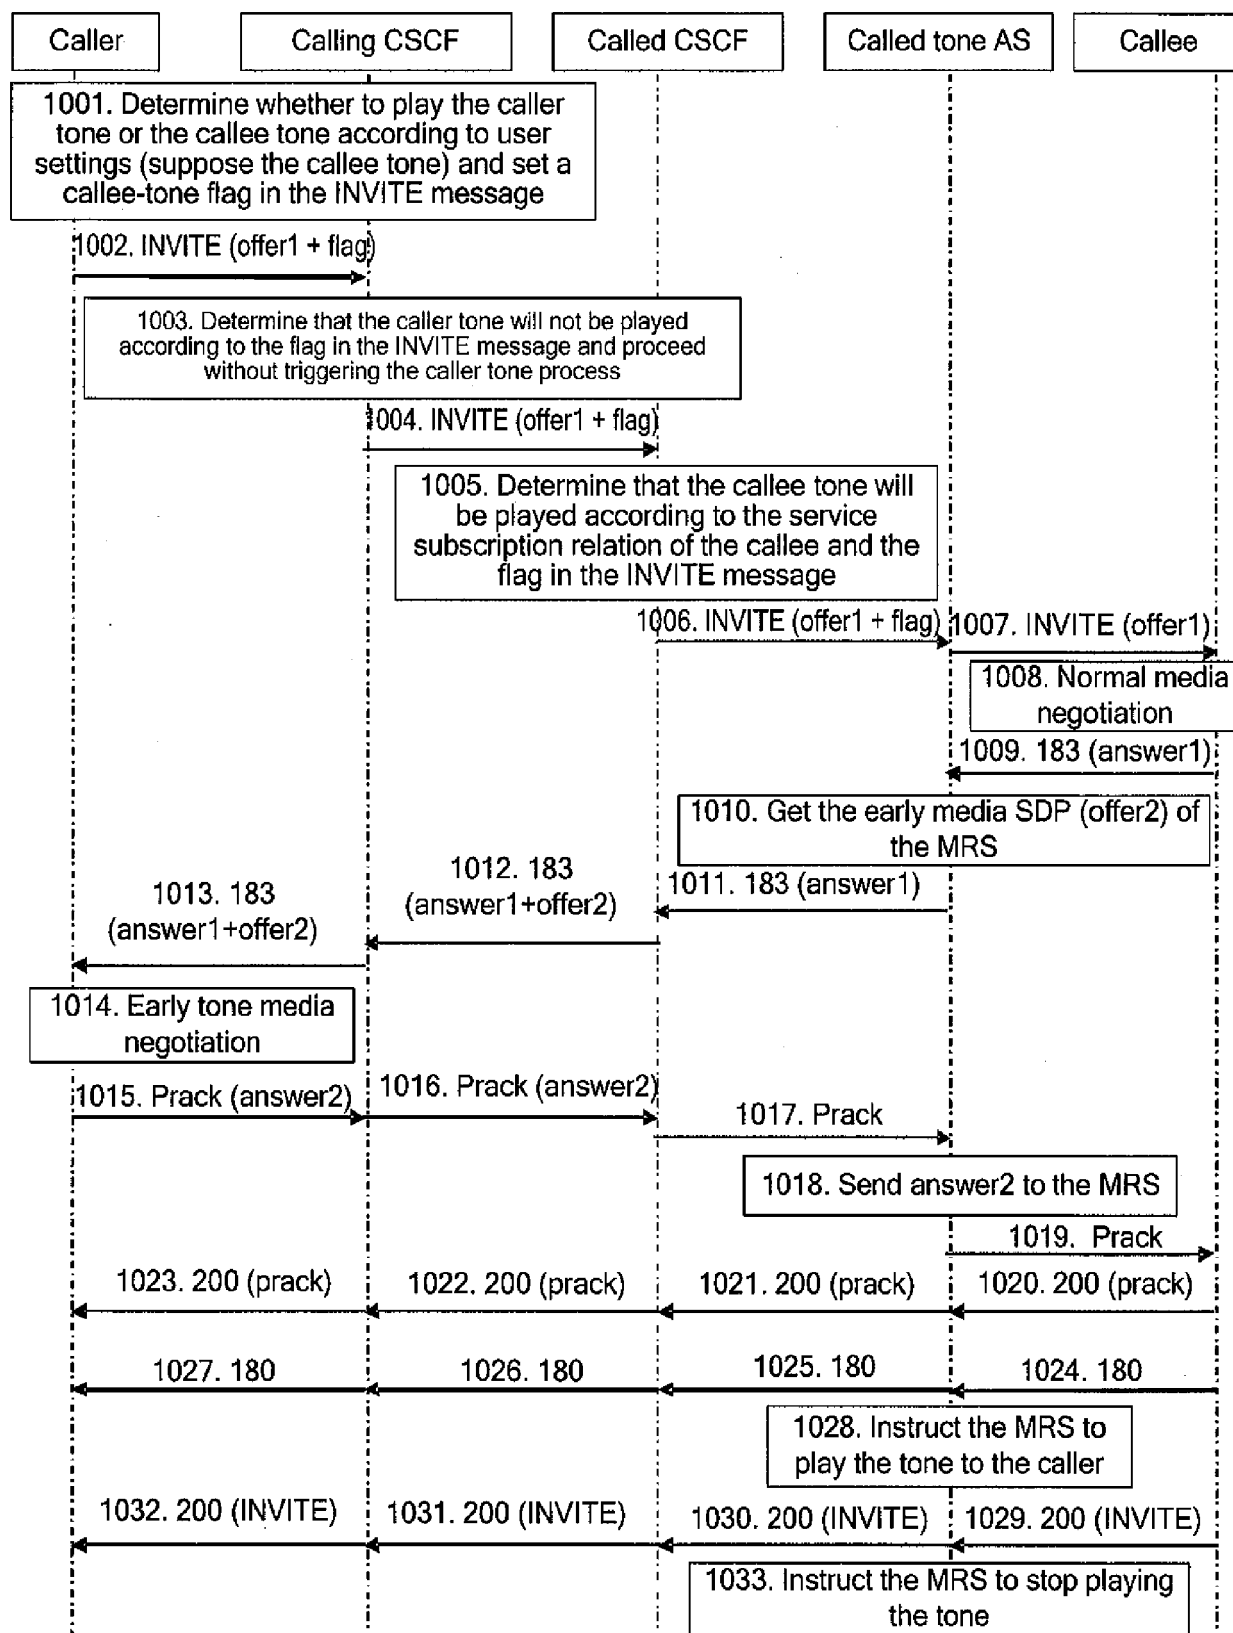 Caller
Calling CSCF
Called CSCF
Called tone AS
Callee
1001. Determine whether to play the caller
tone or the callee tone according to user
settings (suppose the callee tone) and set a
callee-tone flag in the INVITE message
1002. INVITE (offer1 + flag)
1003. Determine that the caller tone will not be played
according to the flag in the INVITE message and proceed
without triggering the caller tone process
1004. INVITE (offer1 + flag)
1005. Determine that the callee tone will
be played according to the service
subscription relation of the callee and the
flag in the INVITE message
1006. INVITE (offer1 + flag)
1007. INVITE (offer1)
1008. Normal media
negotiation
1009. 183 (answer1)
1010. Get the early media SDP (offer2) of
the MRS
1011. 183 (answer1)
1012. 183
(answer1+offer2)
1013. 183
(answer1+offer2)
1014. Early tone media
negotiation
1015. Prack (answer2)
1016. Prack (answer2)
1017. Prack
1018. Send answer2 to the MRS
1019. Prack
1023. 200 (prack)
1022. 200 (prack)
1021. 200 (prack)
1020. 200 (prack)
1027. 180
1026. 180
1025. 180
1024. 180
1028. Instruct the MRS to
play the tone to the caller
1032. 200 (INVITE)
1031. 200 (INVITE)
1030. 200 (INVITE)
1029. 200 (INVITE)
1033. Instruct the MRS to stop playing
the tone